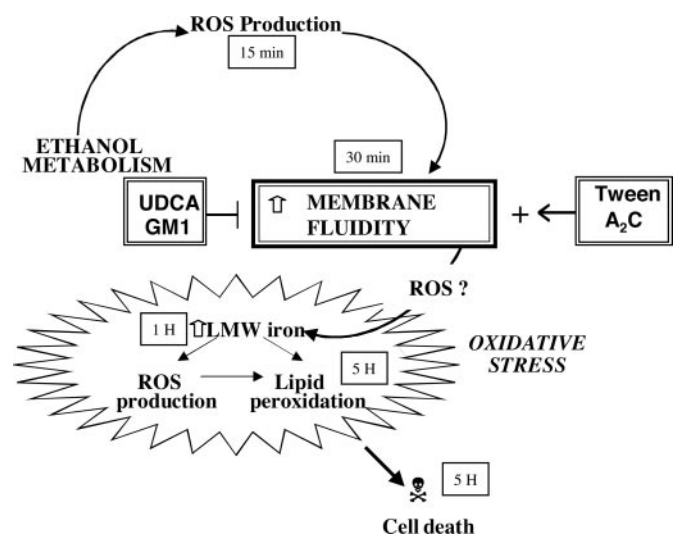 ROS Production
15 min
ETHANOL
METABOLISM
30 min
UDCA
GM1
⇧ MEMBRANE
FLUIDITY
+
Tween
A₂C
ROS ?
1 H
⇧LMW iron
OXIDATIVE
STRESS
ROS
production
Lipid
peroxidation
5 H
5 H
Cell death